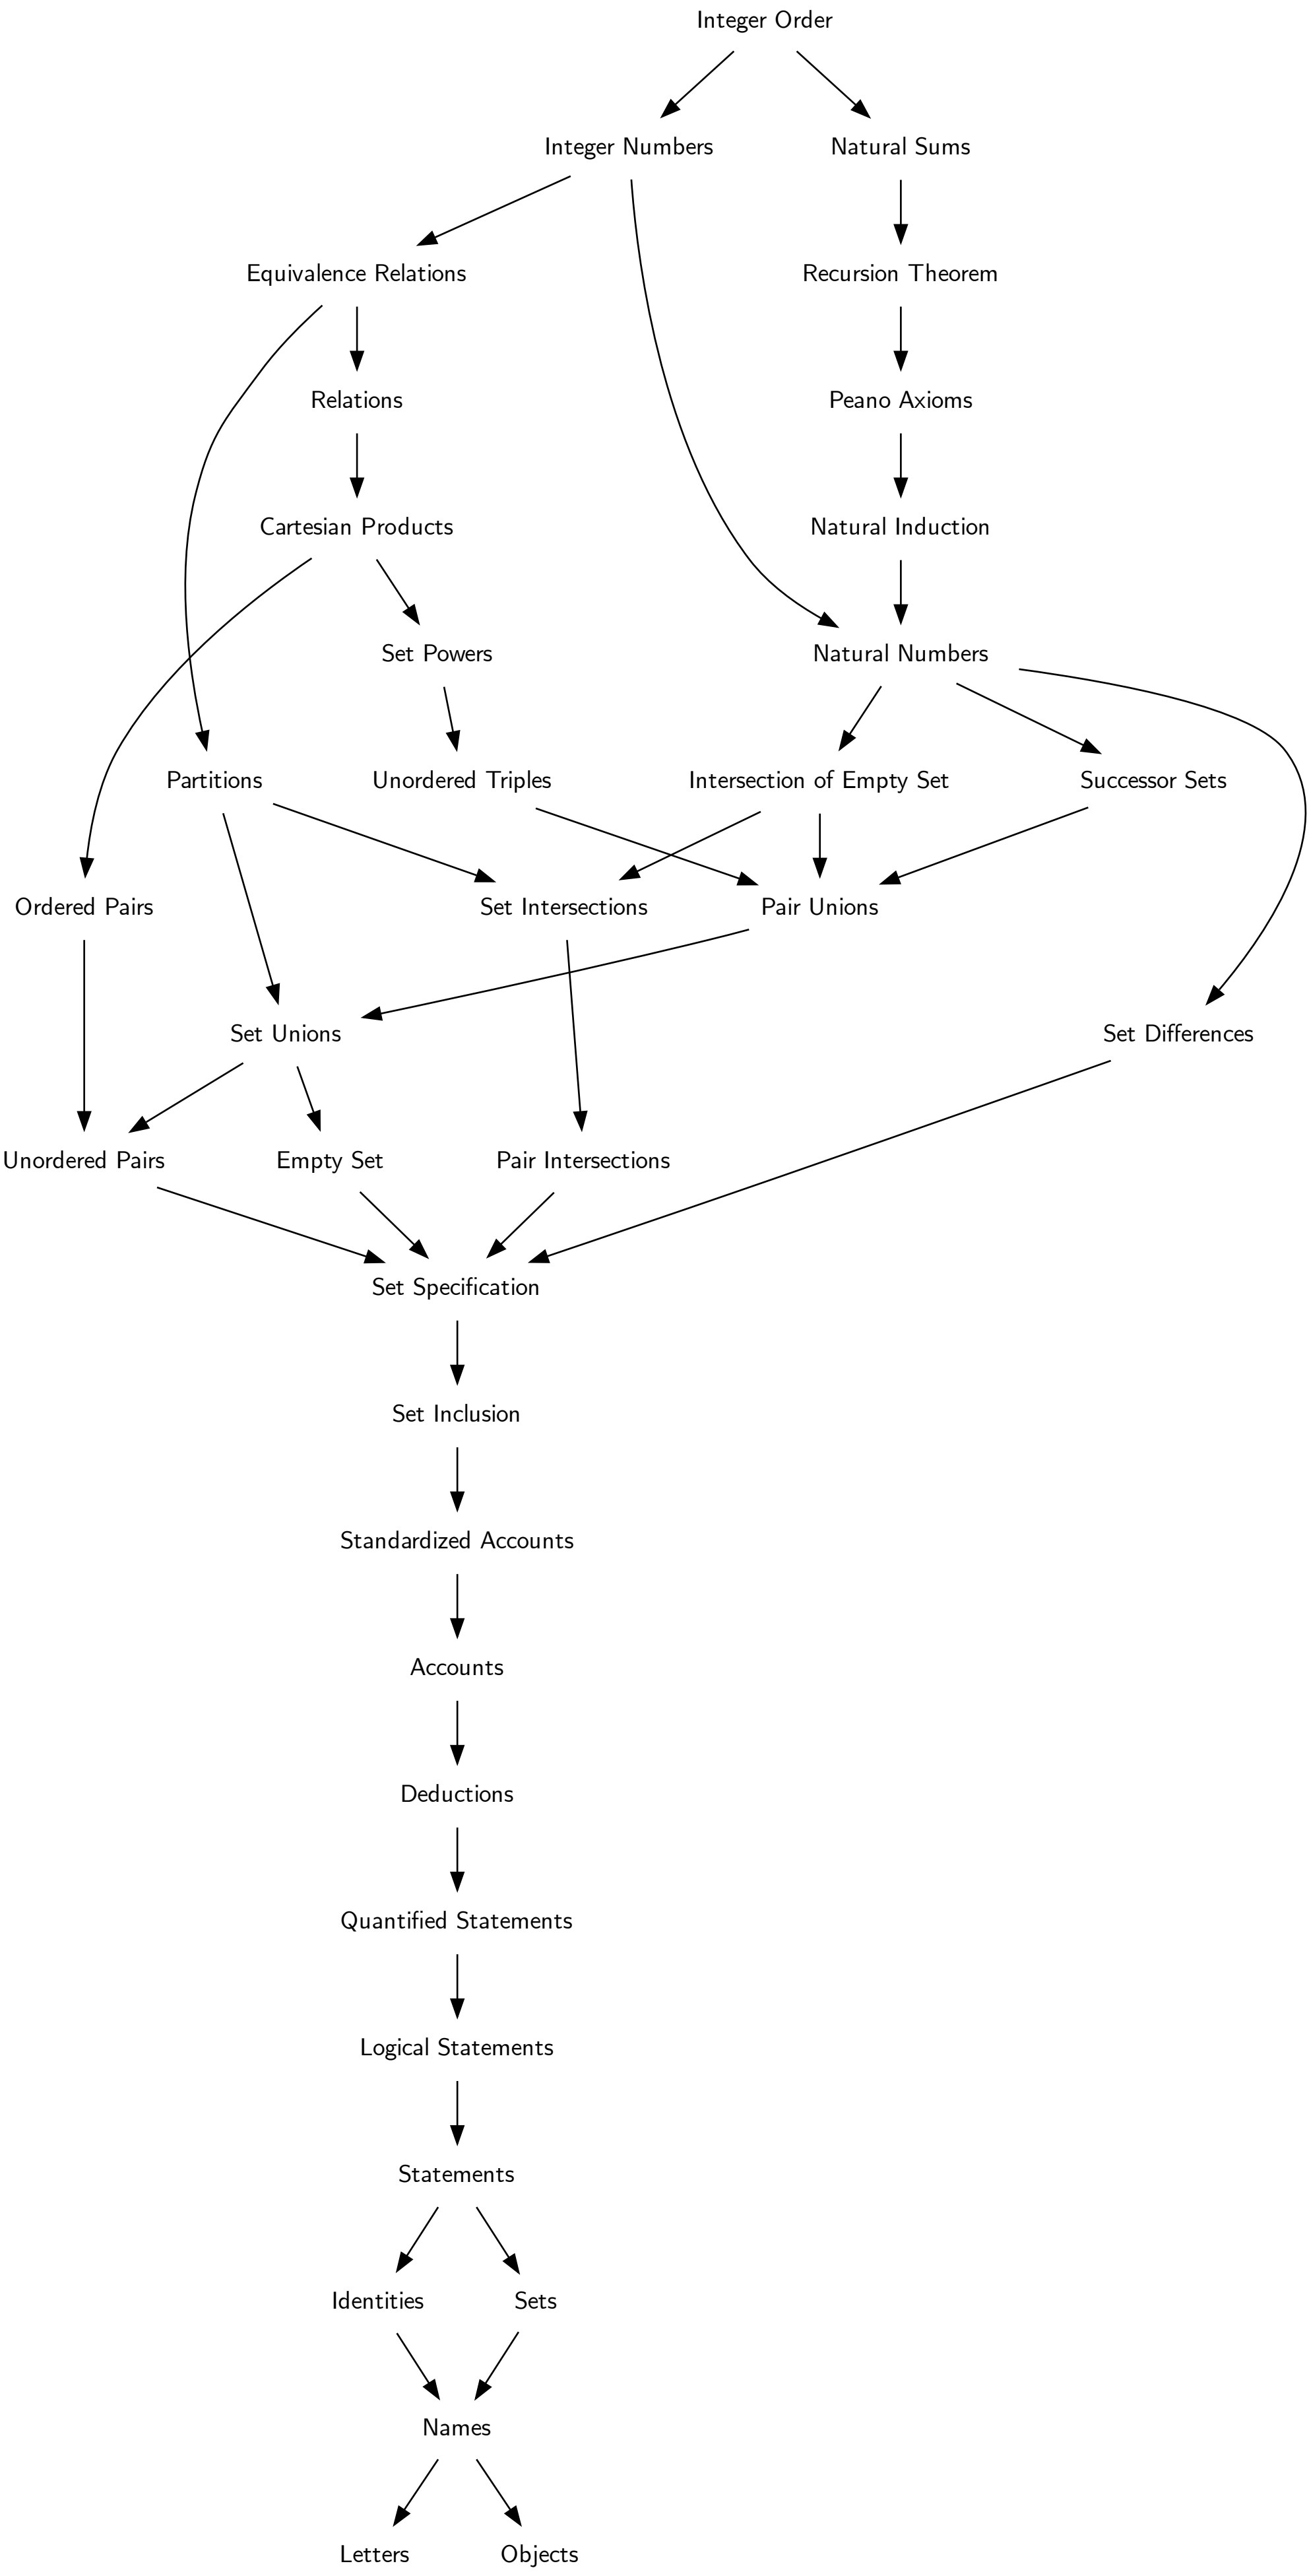 Integer Order
Integer Numbers
Natural Sums
Equivalence Relations
Recursion Theorem
Relations
Peano Axioms
Cartesian Products
Natural Induction
Set Powers
Natural Numbers
Partitions
Unordered Triples
Intersection of Empty Set
Successor Sets
Ordered Pairs
Set Intersections
Pair Unions
Set Unions
Set Differences
Unordered Pairs
Empty Set
Pair Intersections
Set Specification
Set Inclusion
Standardized Accounts
Accounts
Deductions
Quantified Statements
Logical Statements
Statements
Identities
Sets
Names
Letters
Objects